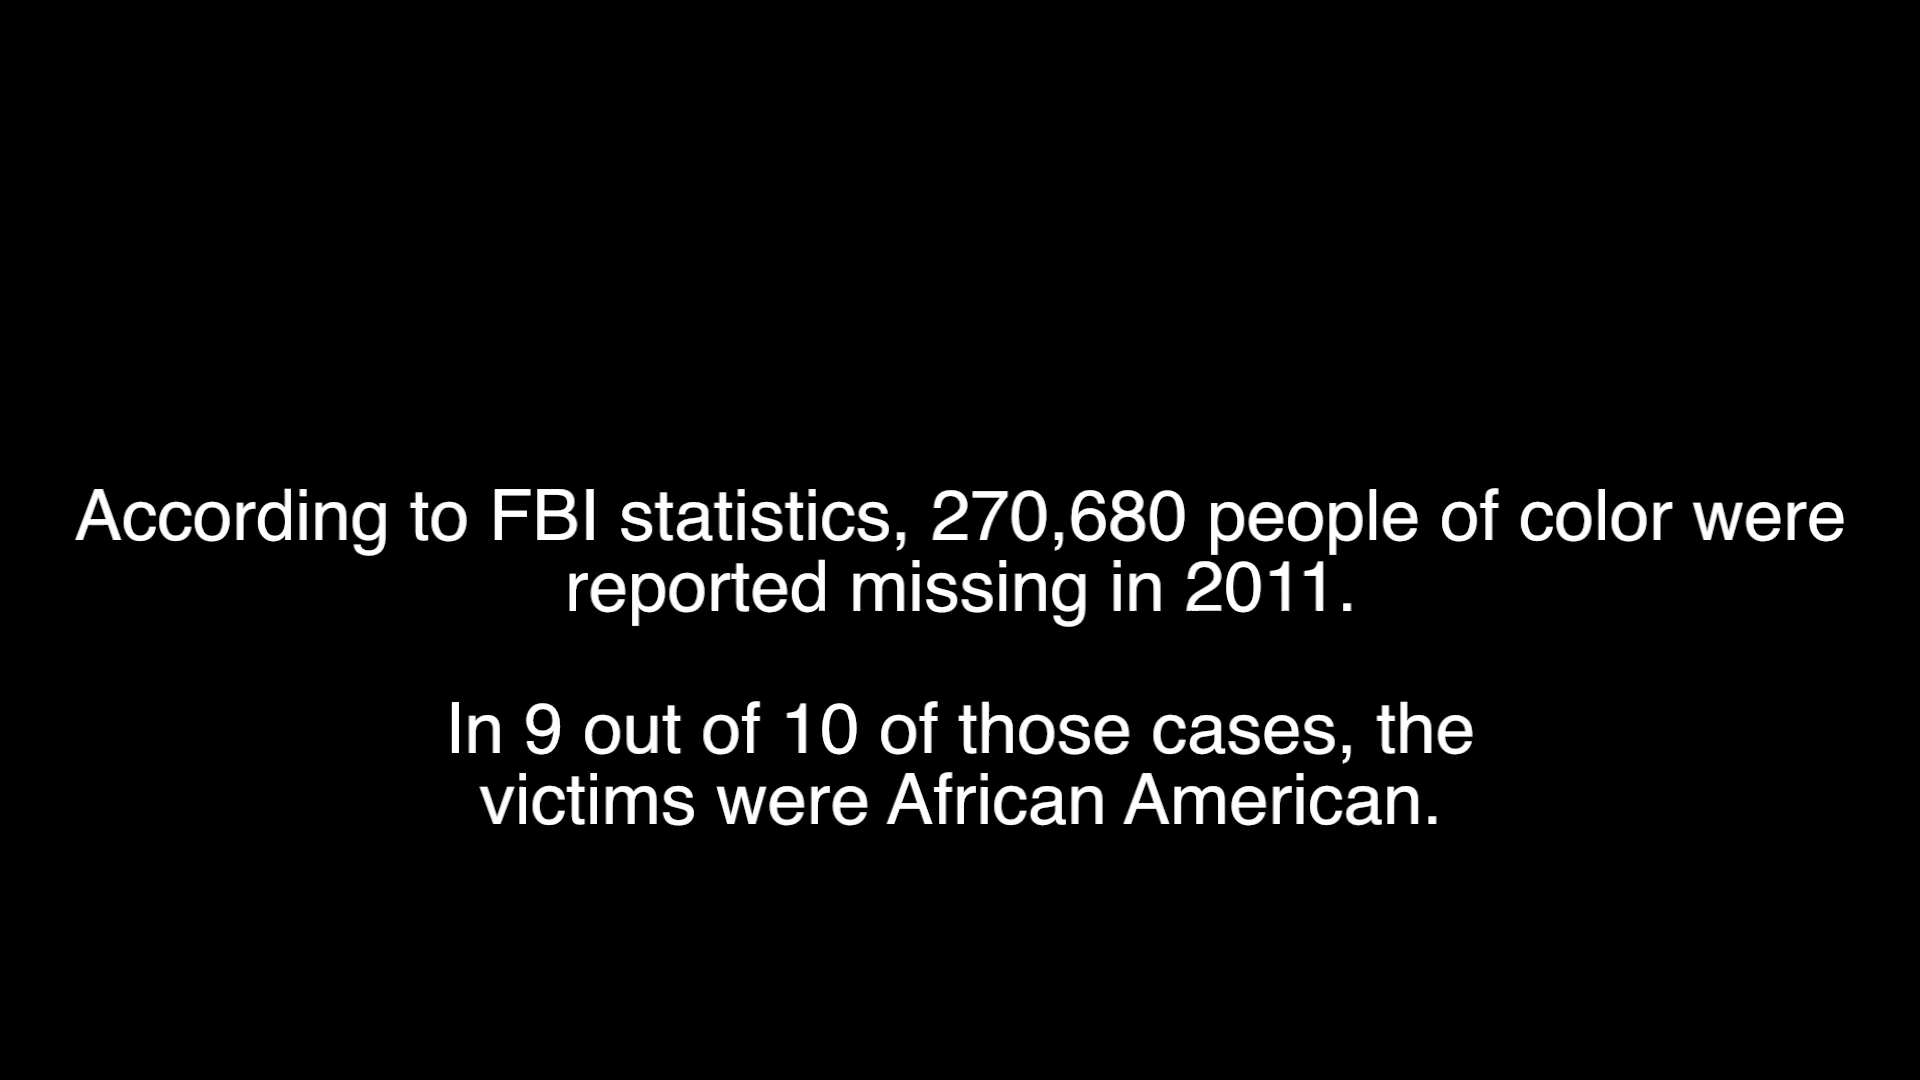 According to FBI statistics, 270,680 people of color were
reported missing in 2011.
In 9 out of 10 of those cases, the
victims were African American.